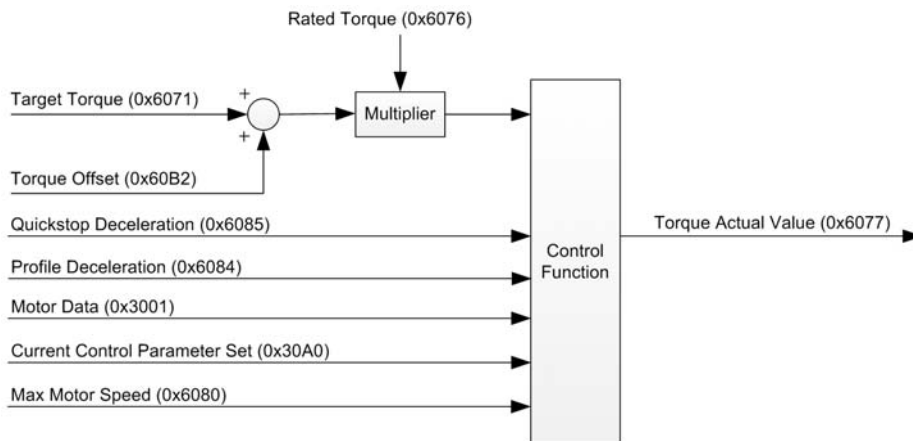 Rated Torque (0x6076)
+
Target Torque (0x6071)
Multiplier
+
Torque Offset (0x60B2)
Quickstop Deceleration (0x6085)
Torque Actual Value (0x6077)
Control
Function
Profile Deceleration (0x6084)
Motor Data (0x3001)
Current Control Parameter Set (0x30A0)
Max Motor Speed (0x6080)